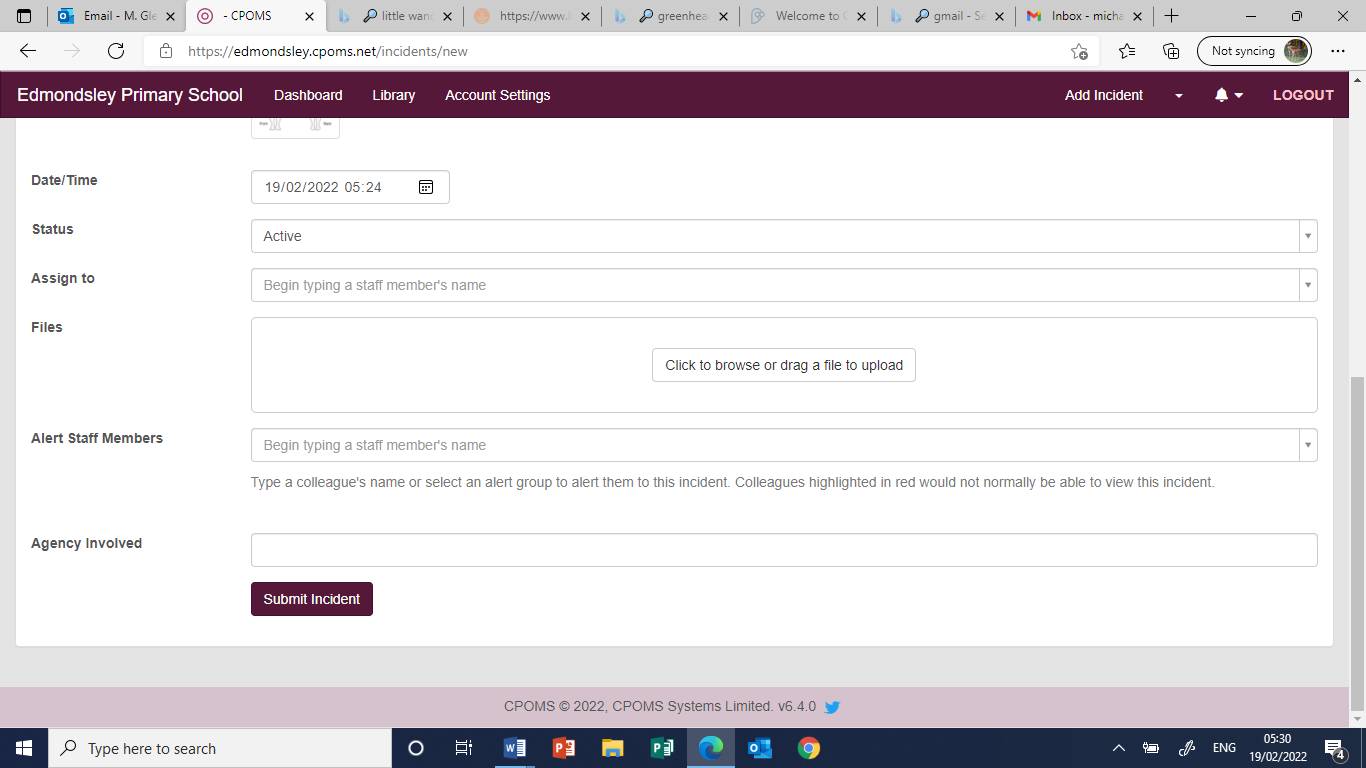 Email - M. Gle
- CPOMS
little wand
https://www.
greenhea
Welcome to
gmail - Se
Inbox - micha
https://edmondsley.cpoms.net/incidents/new
Not syncing
Edmondsley Primary School
Dashboard
Library
Account Settings
Add Incident
LOGOUT
Date/Time
19/02/2022 05:24
Status
Active
Assign to
Begin typing a staff member's name
Files
Click to browse or drag a file to upload
Alert Staff Members
Begin typing a staff member's name
Type a colleague's name or select an alert group to alert them to this incident. Colleagues highlighted in red would not normally be able to view this incident.
Agency Involved
Submit Incident
CPOMS © 2022, CPOMS Systems Limited. v6.4.0
Type here to search
ENG
05:30
19/02/2022
4